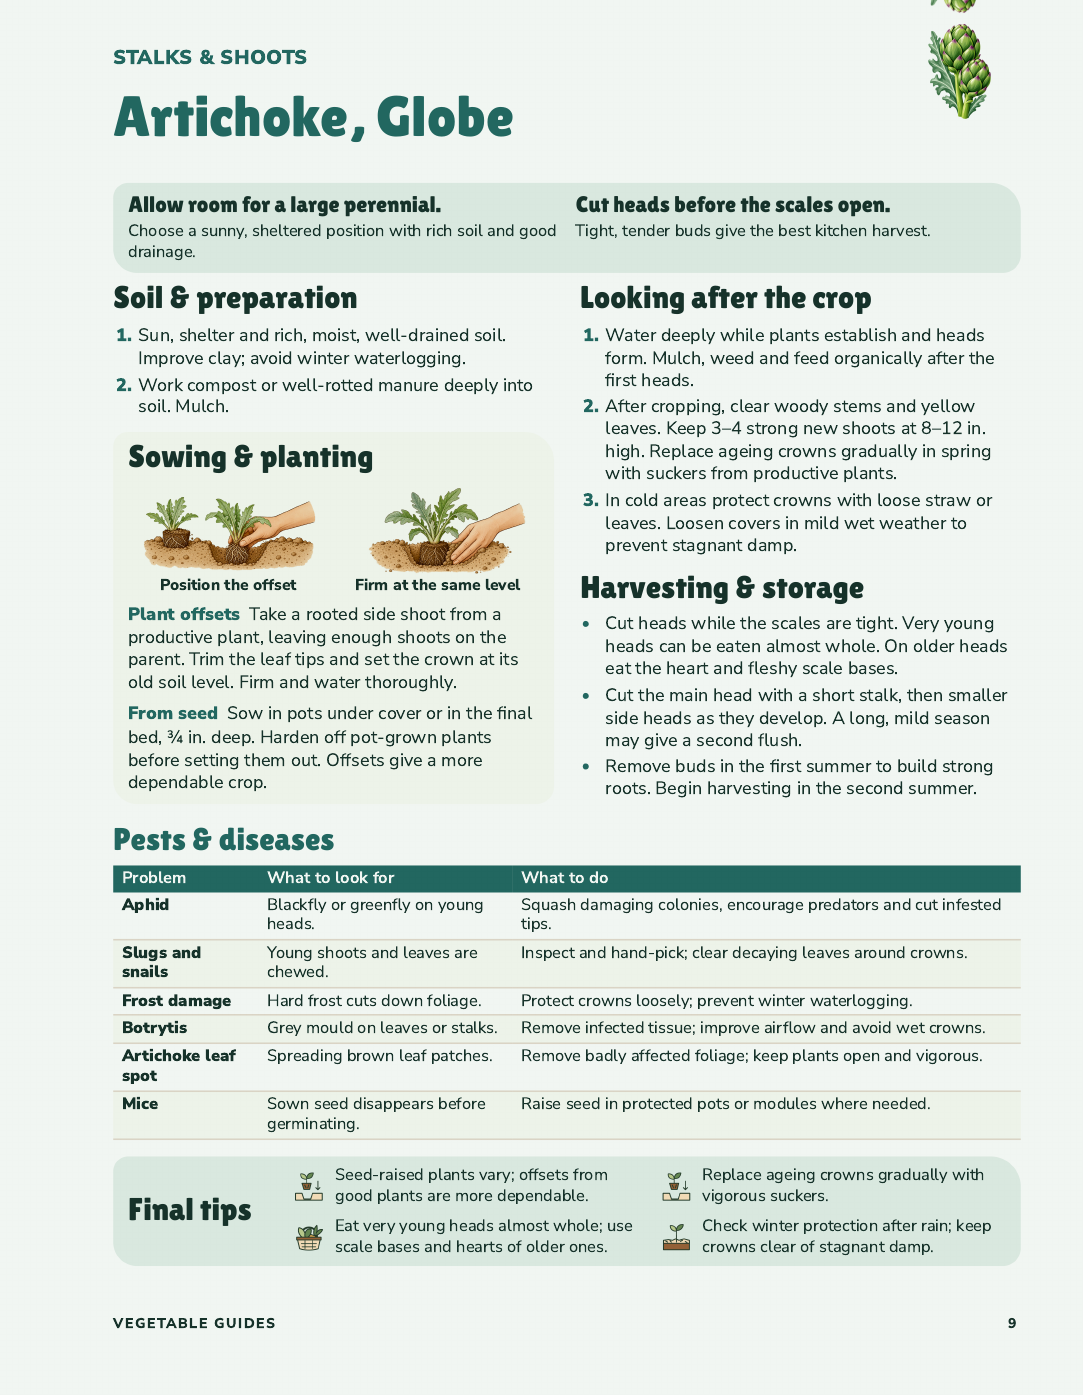 STALKS & SHOOTS
Artichoke, Globe
Allow room for a large perennial.
Choose a sunny, sheltered position with rich soil and good
drainage.
Cut heads before the scales open.
Tight, tender buds give the best kitchen harvest.
Soil & preparation
1. Sun, shelter and rich, moist, well-drained soil.
Improve clay; avoid winter waterlogging.
2. Work compost or well-rotted manure deeply into
soil. Mulch.
Sowing & planting
Position the offset
Firm at the same level
Plant offsets Take a rooted side shoot from a
productive plant, leaving enough shoots on the
parent. Trim the leaf tips and set the crown at its
old soil level. Firm and water thoroughly.
From seed Sow in pots under cover or in the final
bed, ¾ in. deep. Harden off pot-grown plants
before setting them out. Offsets give a more
dependable crop.
Looking after the crop
1. Water deeply while plants establish and heads
form. Mulch, weed and feed organically after the
first heads.
2. After cropping, clear woody stems and yellow
leaves. Keep 3–4 strong new shoots at 8–12 in.
high. Replace ageing crowns gradually in spring
with suckers from productive plants.
3. In cold areas protect crowns with loose straw or
leaves. Loosen covers in mild wet weather to
prevent stagnant damp.
Harvesting & storage
• Cut heads while the scales are tight. Very young
heads can be eaten almost whole. On older heads
eat the heart and fleshy scale bases.
• Cut the main head with a short stalk, then smaller
side heads as they develop. A long, mild season
may give a second flush.
• Remove buds in the first summer to build strong
roots. Begin harvesting in the second summer.
Pests & diseases
Problem What to look for What to do
Aphid Blackfly or greenfly on young Squash damaging colonies, encourage predators and cut infested
heads. tips.
Slugs and Young shoots and leaves are Inspect and hand-pick; clear decaying leaves around crowns.
snails chewed.
Frost damage Hard frost cuts down foliage. Protect crowns loosely; prevent winter waterlogging.
Botrytis Grey mould on leaves or stalks. Remove infected tissue; improve airflow and avoid wet crowns.
Artichoke leaf Spreading brown leaf patches. Remove badly affected foliage; keep plants open and vigorous.
spot
Mice Sown seed disappears before Raise seed in protected pots or modules where needed.
germinating.
Final tips
Seed-raised plants vary; offsets from
good plants are more dependable.
Eat very young heads almost whole; use
scale bases and hearts of older ones.
Replace ageing crowns gradually with
vigorous suckers.
Check winter protection after rain; keep
crowns clear of stagnant damp.
VEGETABLE GUIDES 9